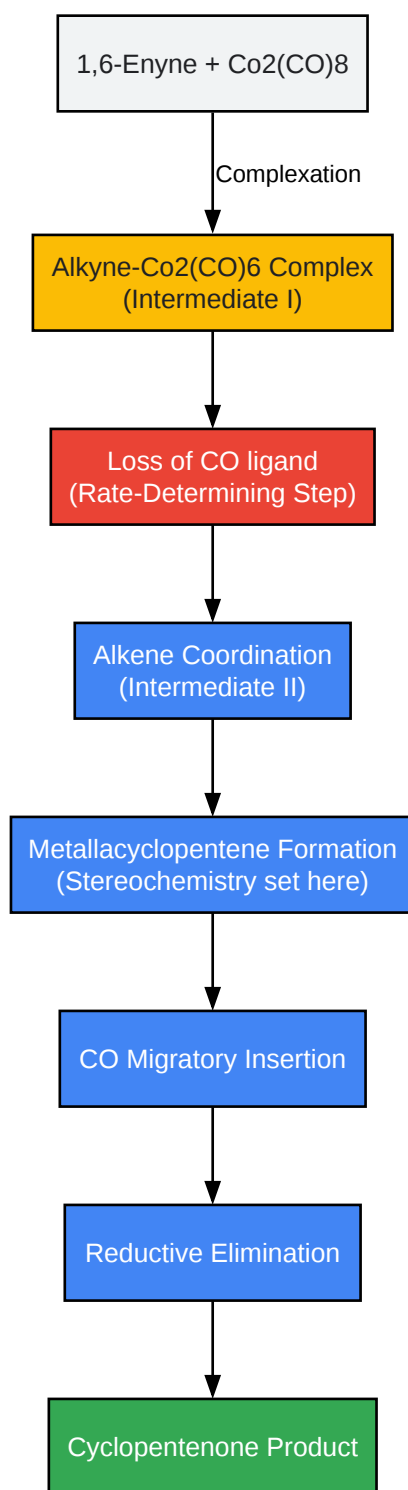 1,6-Enyne + Co2(CO)8
Complexation
Alkyne-Co2(CO)6 Complex
(Intermediate I)
Loss of CO ligand
(Rate-Determining Step)
Alkene Coordination
(Intermediate II)
Metallacyclopentene Formation
(Stereochemistry set here)
CO Migratory Insertion
Reductive Elimination
Cyclopentenone Product